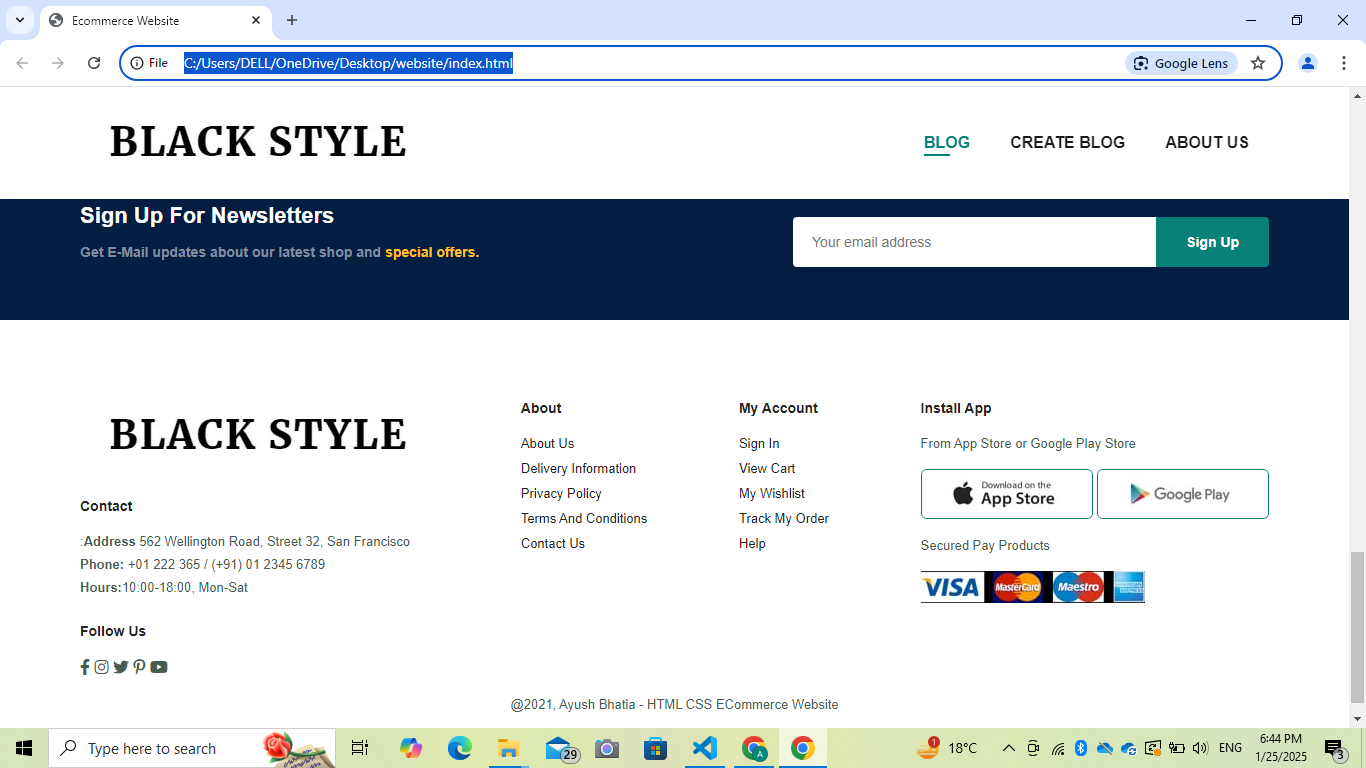 Ecommerce Website
File
C:/Users/DELL/OneDrive/Desktop/website/index.html
Google Lens
BLACK STYLE
BLOG
CREATE BLOG
ABOUT US
Sign Up For Newsletters
Get E-Mail updates about our latest shop and special offers.
Your email address
Sign Up
BLACK STYLE
Contact
:Address 562 Wellington Road, Street 32, San Francisco
Phone: +01 222 365 / (+91) 01 2345 6789
Hours:10:00-18:00, Mon-Sat
Follow Us
About
About Us
Delivery Information
Privacy Policy
Terms And Conditions
Contact Us
My Account
Sign In
View Cart
My Wishlist
Track My Order
Help
Install App
From App Store or Google Play Store
Download on the
App Store
Google Play
Secured Pay Products
VISA
MasterCard
Maestro
@2021, Ayush Bhatia - HTML CSS ECommerce Website
Type here to search
29
A
1
18°C
ENG
6:44 PM
1/25/2025
3